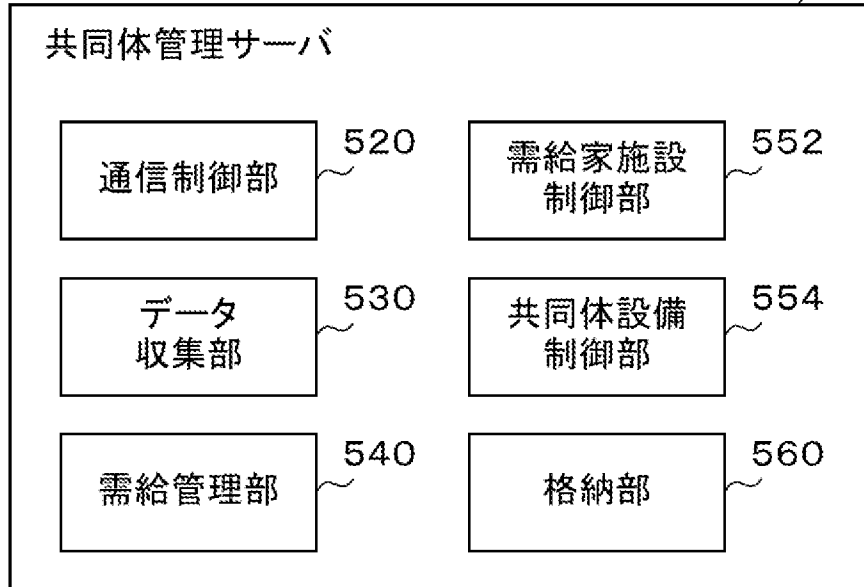 共同体管理サーバ
通信制御部
520
需給家施設
制御部
552
データ
収集部
530
共同体設備
制御部
554
需給管理部
540
格納部
560